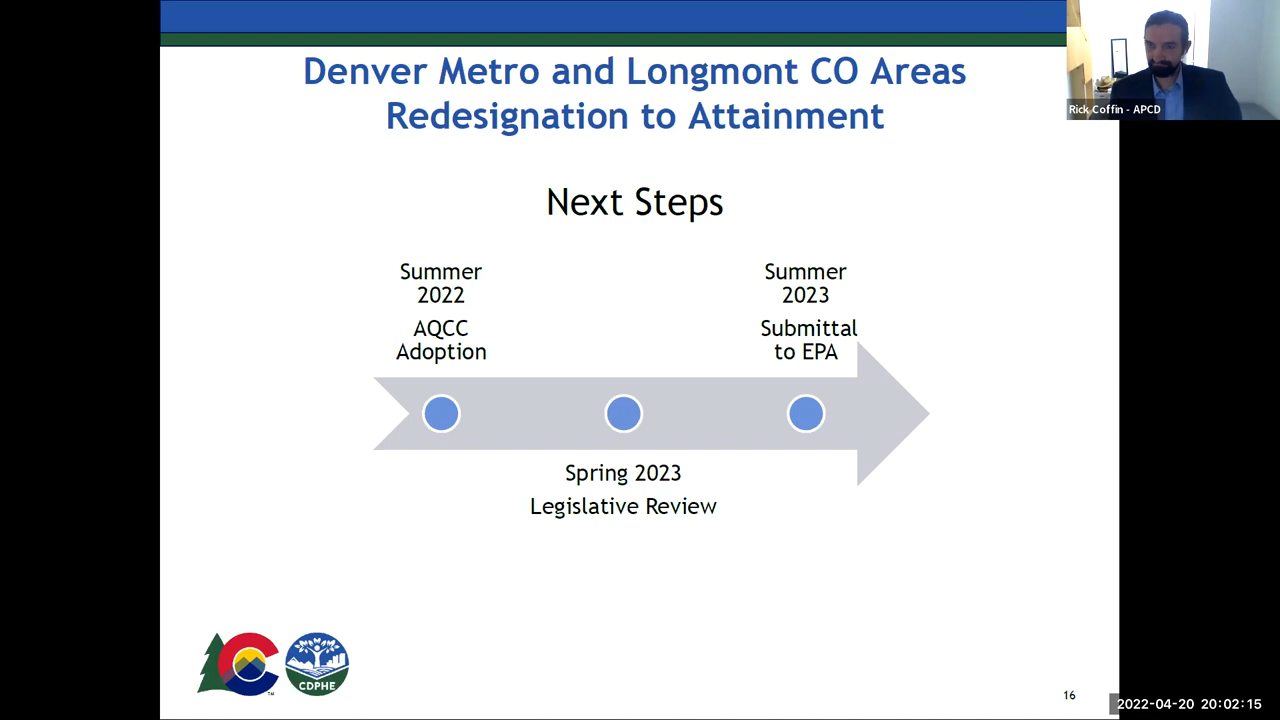 Denver Metro and Longmont CO Areas
Redesignation to Attainment
Rick Coffin - APCD
Next Steps
Summer
2022
AQCC
Adoption
Summer
2023
Submittal
to EPA
Spring 2023
Legislative Review
CDPHE
TM
16
2022-04-20 20:02:15